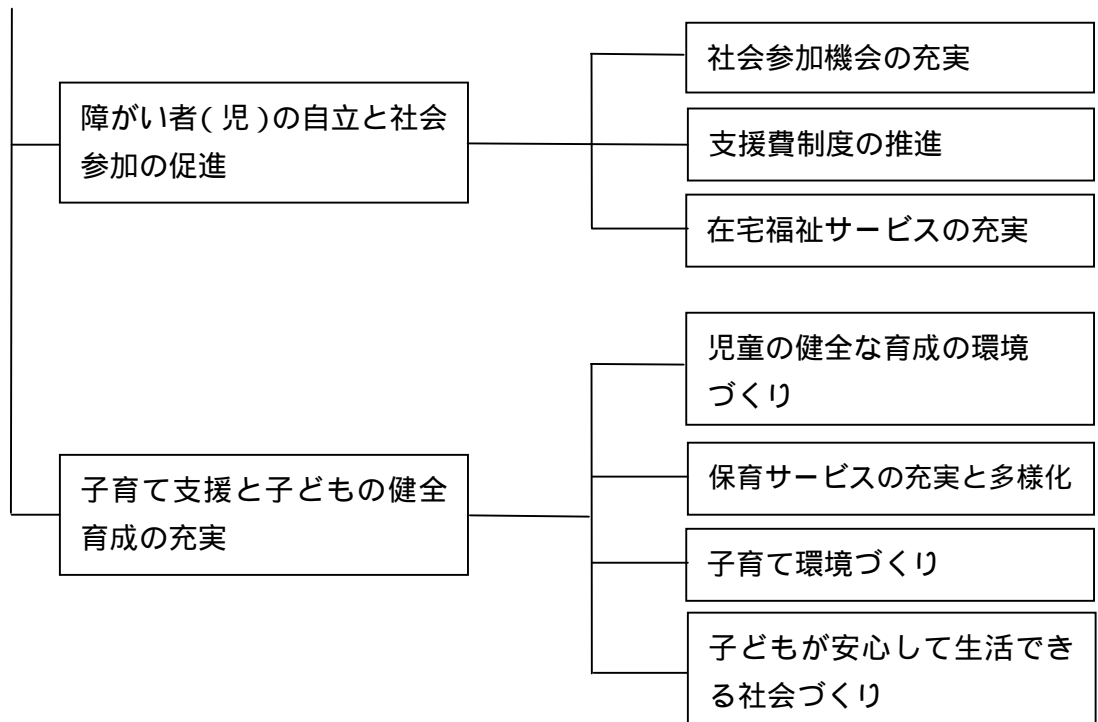 障がい者(児)の自立と社会
参加の促進
社会参加機会の充実
支援費制度の推進
在宅福祉サービスの充実
子育て支援と子どもの健全
育成の充実
児童の健全な育成の環境
づくり
保育サービスの充実と多様化
子育て環境づくり
子どもが安心して生活でき
る社会づくり